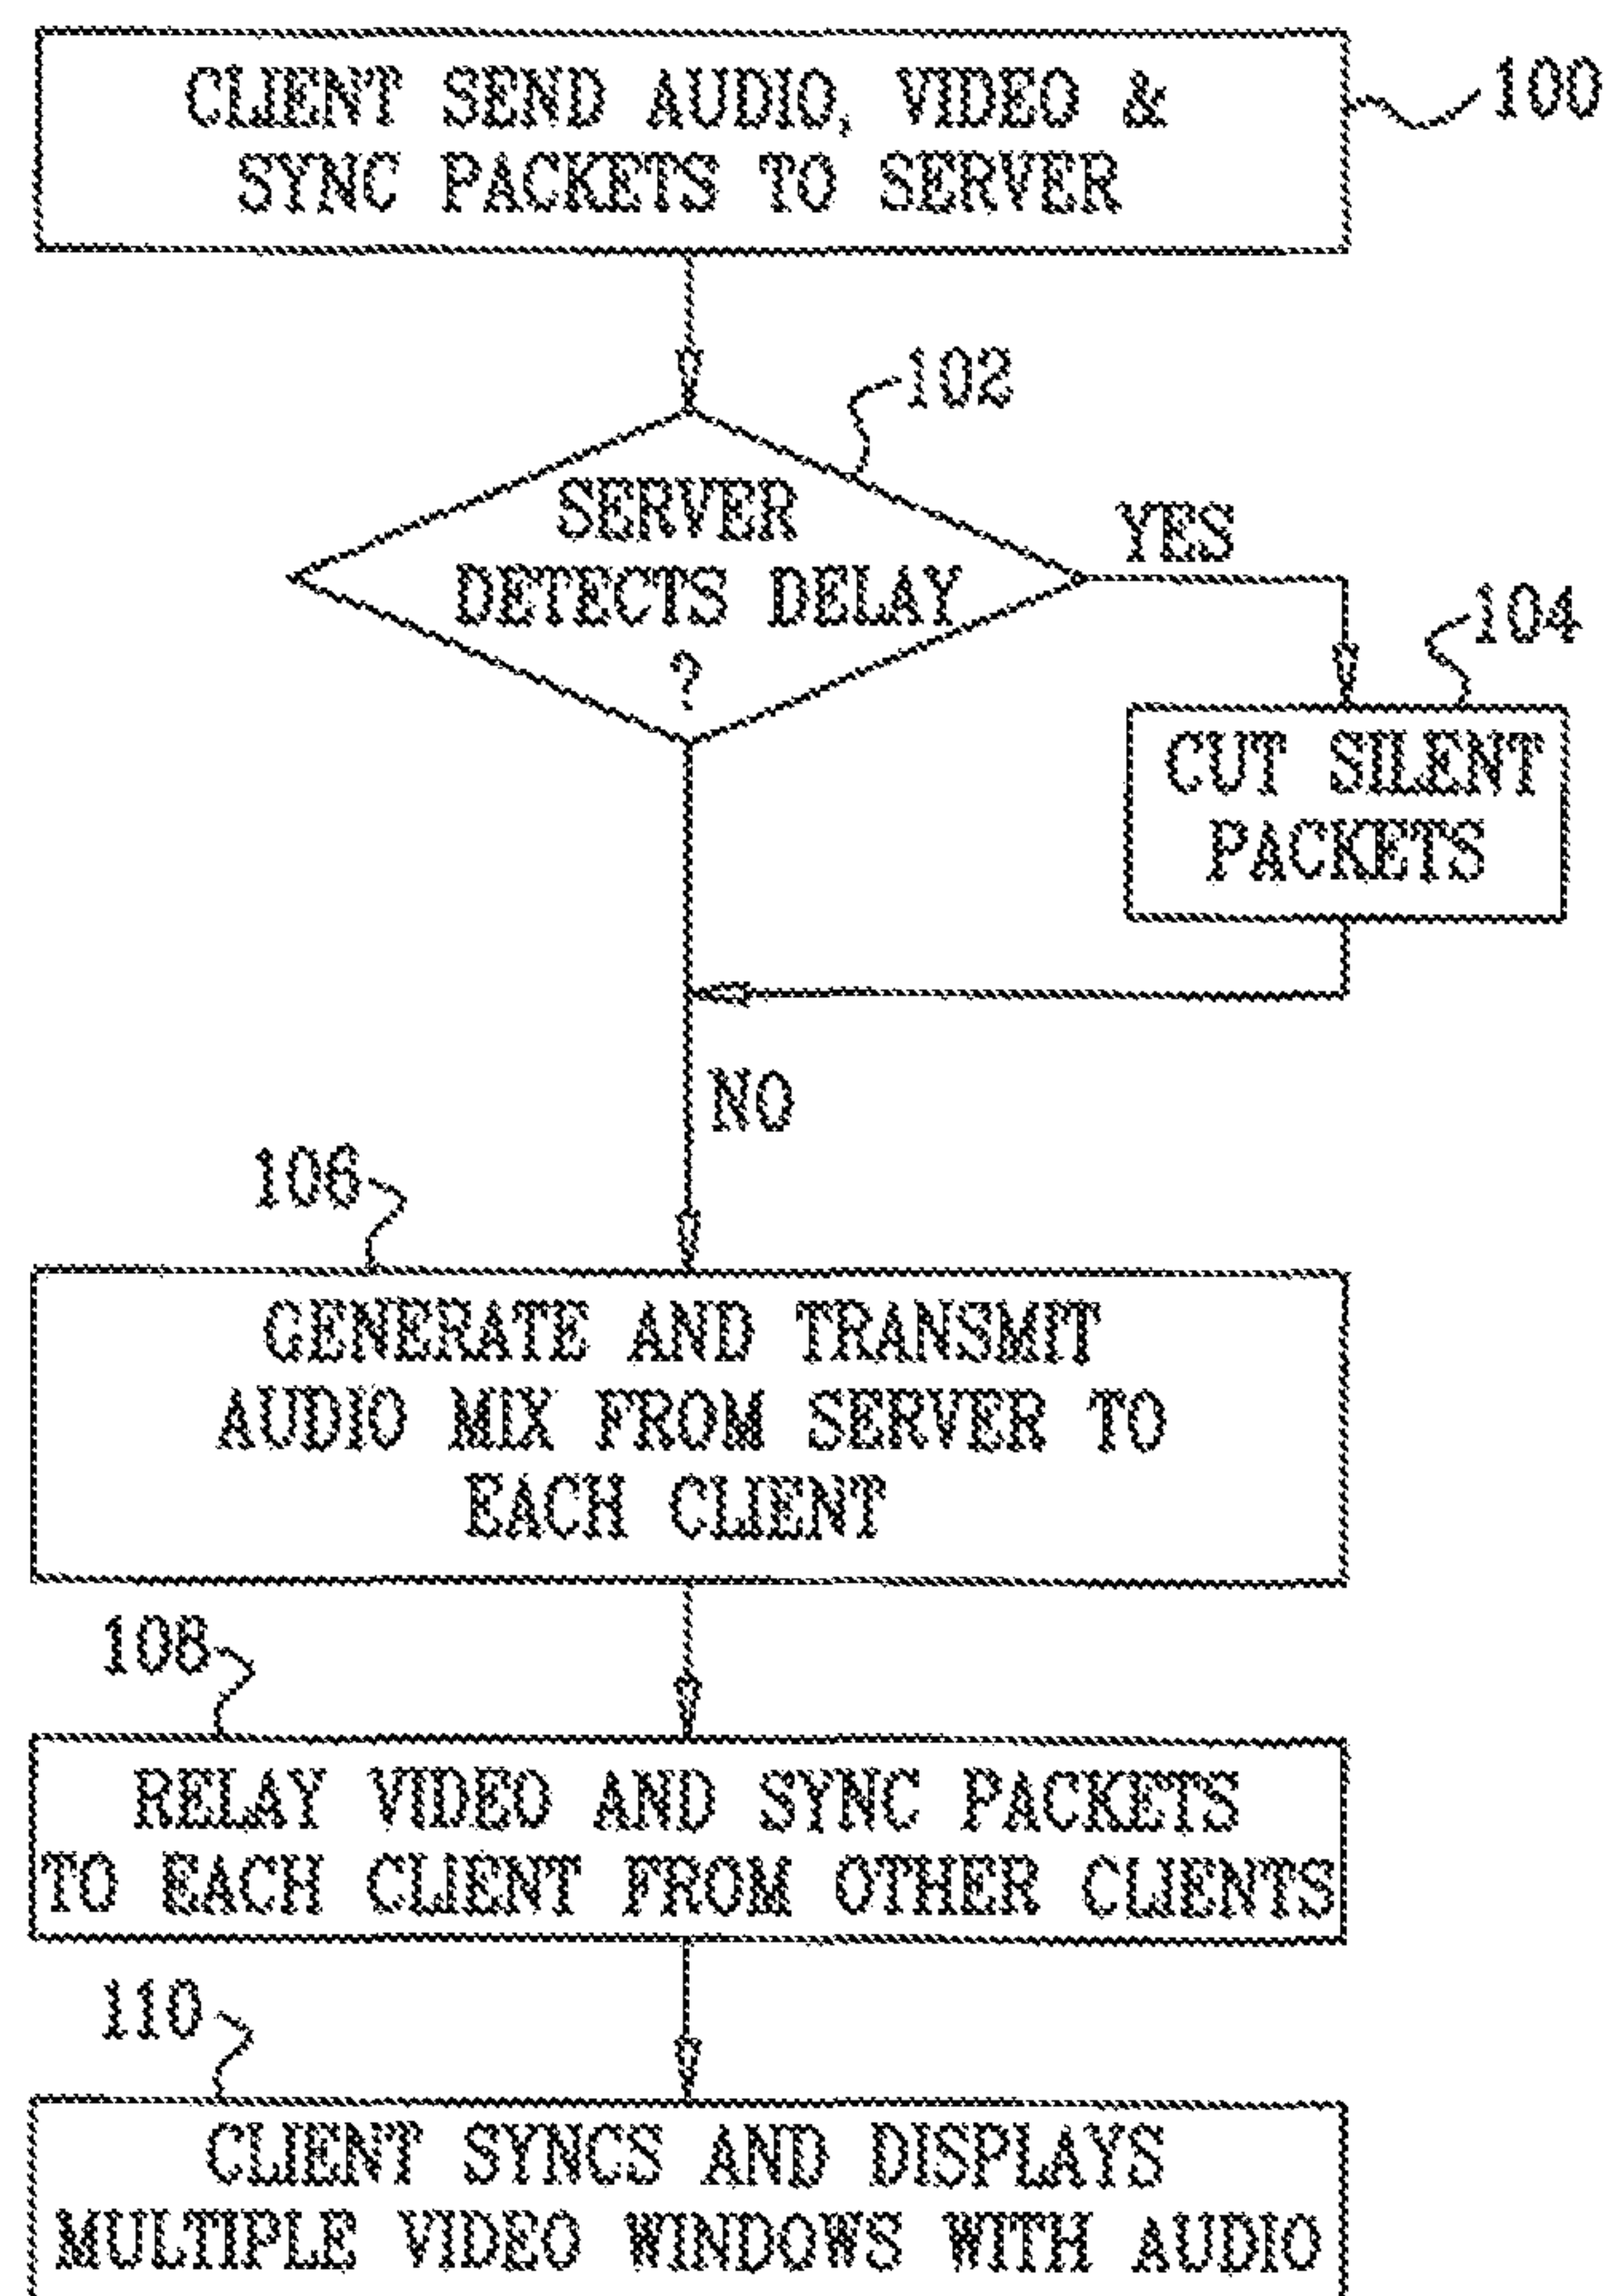 CLIENT SEND AUDIO, VIDEO &
SYNC PACKETS TO SERVER
100
102
SERVER
DETECTS DELAY
?
YES
104
CUT SILENT
PACKETS
NO
106
GENERATE AND TRANSMIT
AUDIO MIX FROM SERVER TO
EACH CLIENT
108
RELAY VIDEO AND SYNC PACKETS
TO EACH CLIENT FROM OTHER CLIENTS
110
CLIENT SYNCS AND DISPLAYS
MULTIPLE VIDEO WINDOWS WITH AUDIO